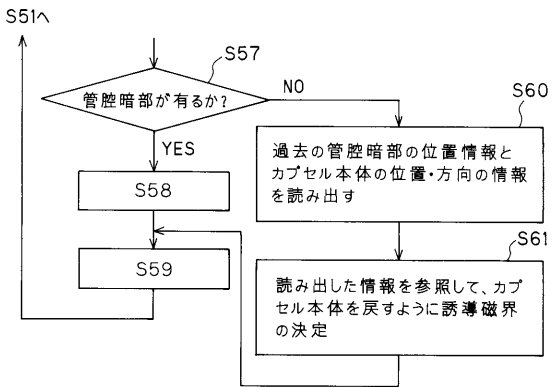 S51へ
S57
管腔暗部が有るか?
NO
YES
S58
S59
S60
過去の管腔暗部の位置情報と
カプセル本体の位置・方向の情報
を読み出す
S61
読み出した情報を参照して、カプ
セル本体を戻すように誘導磁界
の決定